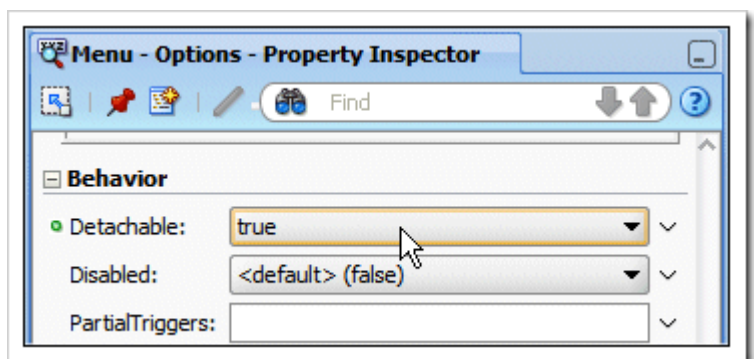 Menu - Options - Property Inspector
Find
Behavior
Detachable: true
Disabled: <default> (false)
PartialTriggers: